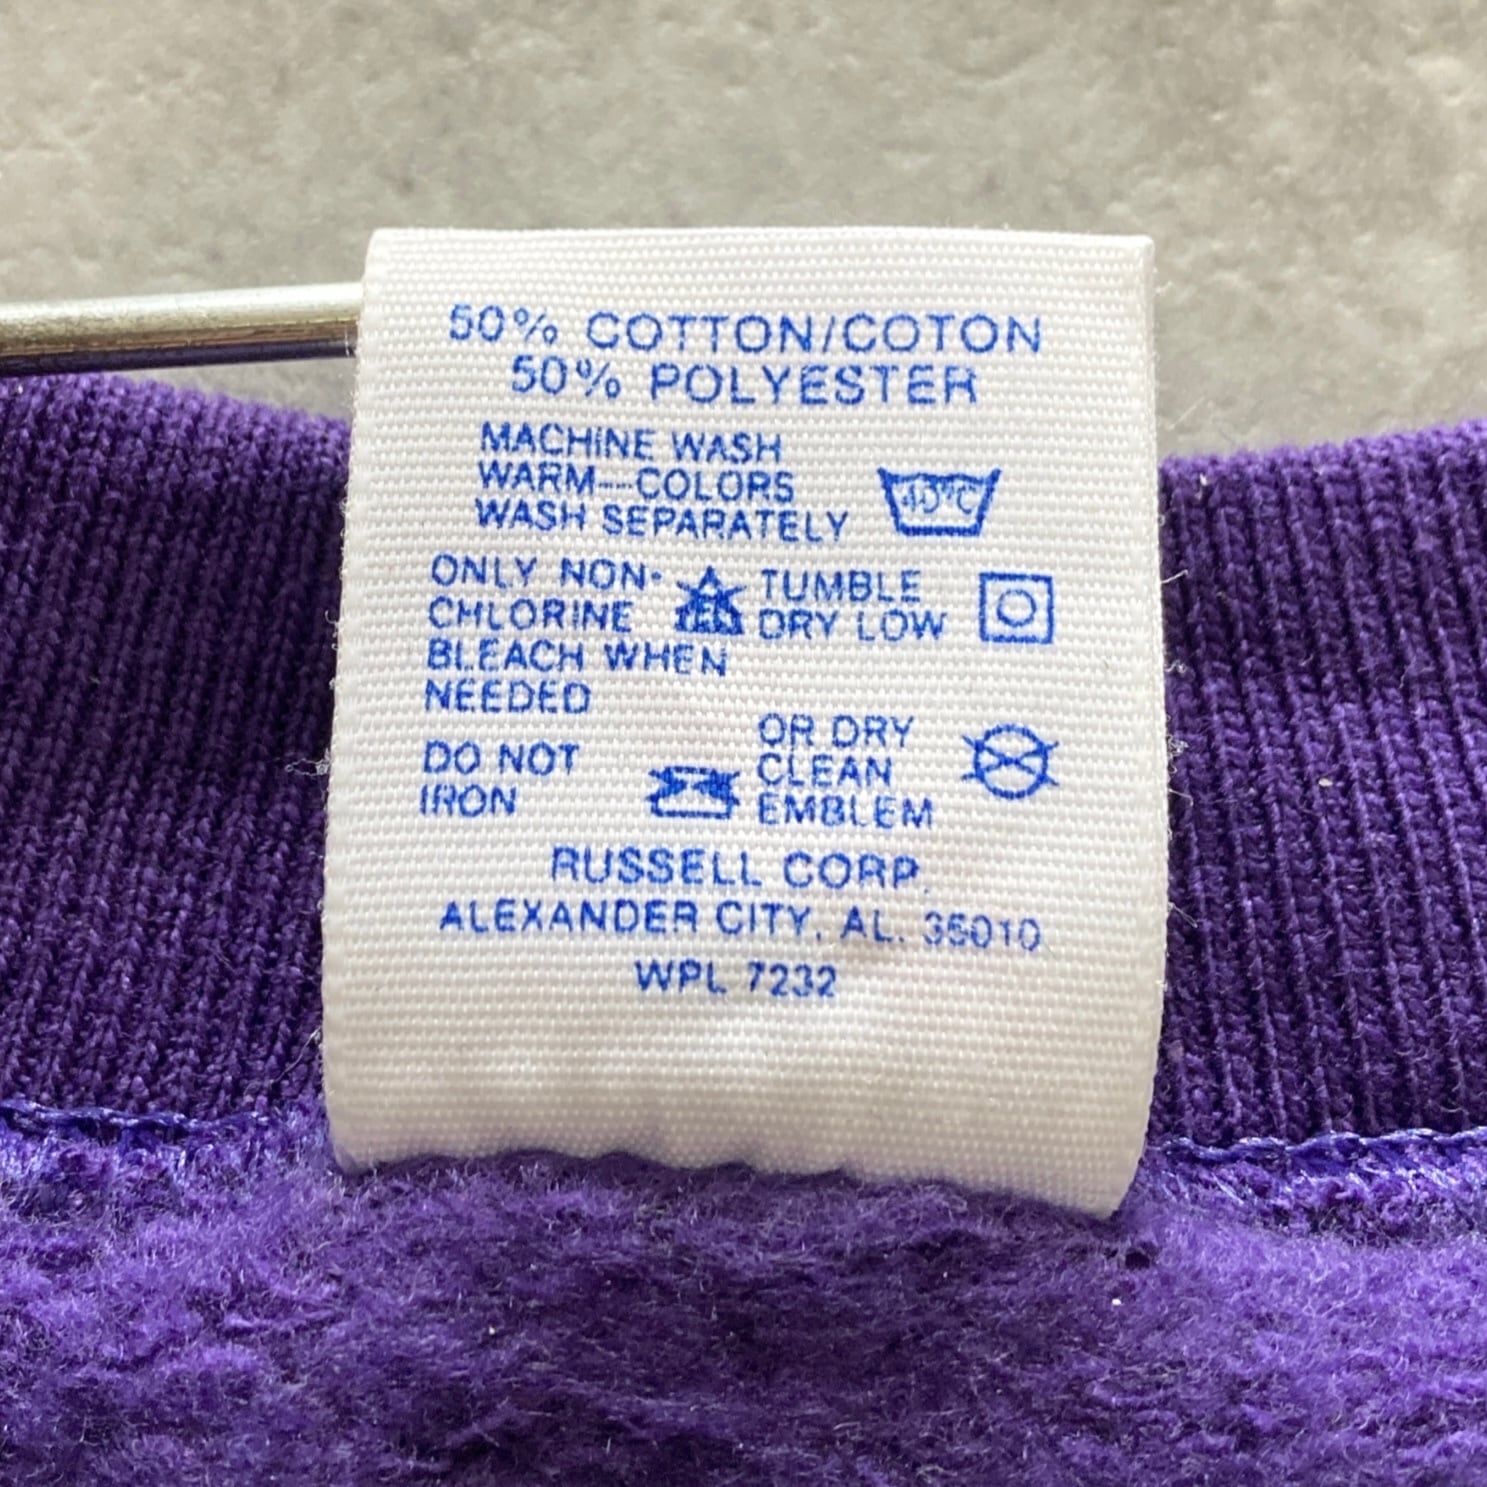 50% COTTON/COTON
50% POLYESTER
MACHINE WASH
WARM—COLORS
WASH SEPARATELY
40°C
ONLY NON-
CHLORINE
BLEACH WHEN
NEEDED
TUMBLE
DRY LOW
DO NOT
IRON
OR DRY
CLEAN
EMBLEM
RUSSELL CORP.
ALEXANDER CITY, AL. 35010
WPL 7232